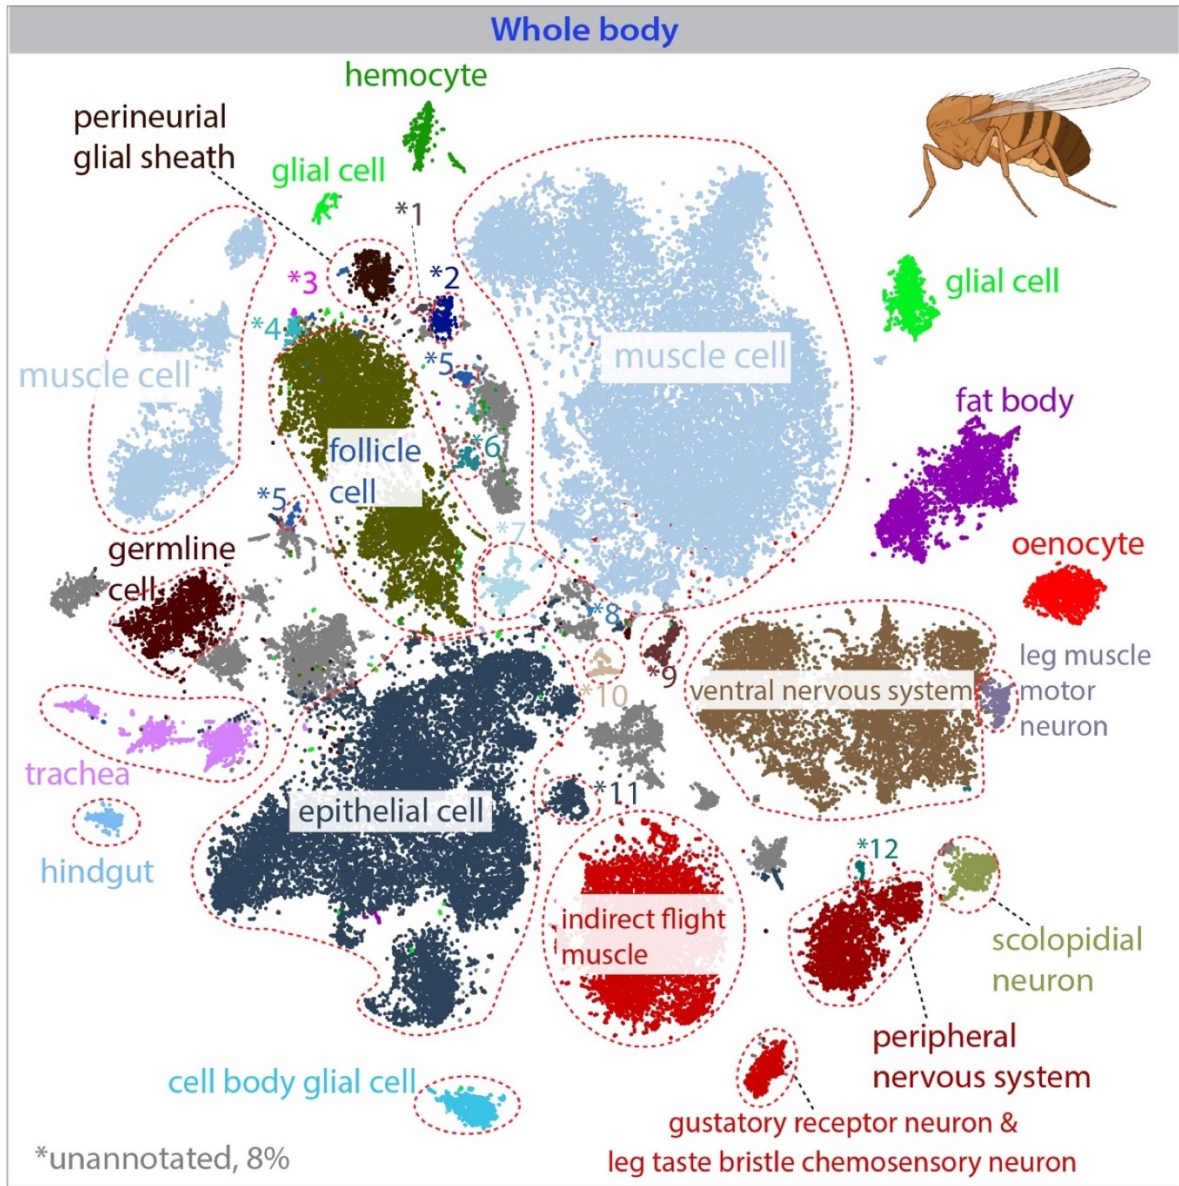 Whole body
hemocyte
perineurial
glial sheath
glial cell
*1
*2
*3
*4
glial cell
muscle cell
muscle cell
*5
fat body
follicle
cell
*6
*5
*7
germline
cell
oenocyte
*8
*9
*10
leg muscle
motor
neuron
ventral nervous system
trachea
epithelial cell
*11
hindgut
*12
indirect flight
muscle
scolopidial
neuron
peripheral
nervous system
cell body glial cell
gustatory receptor neuron &
leg taste bristle chemosensory neuron
*unannotated, 8%